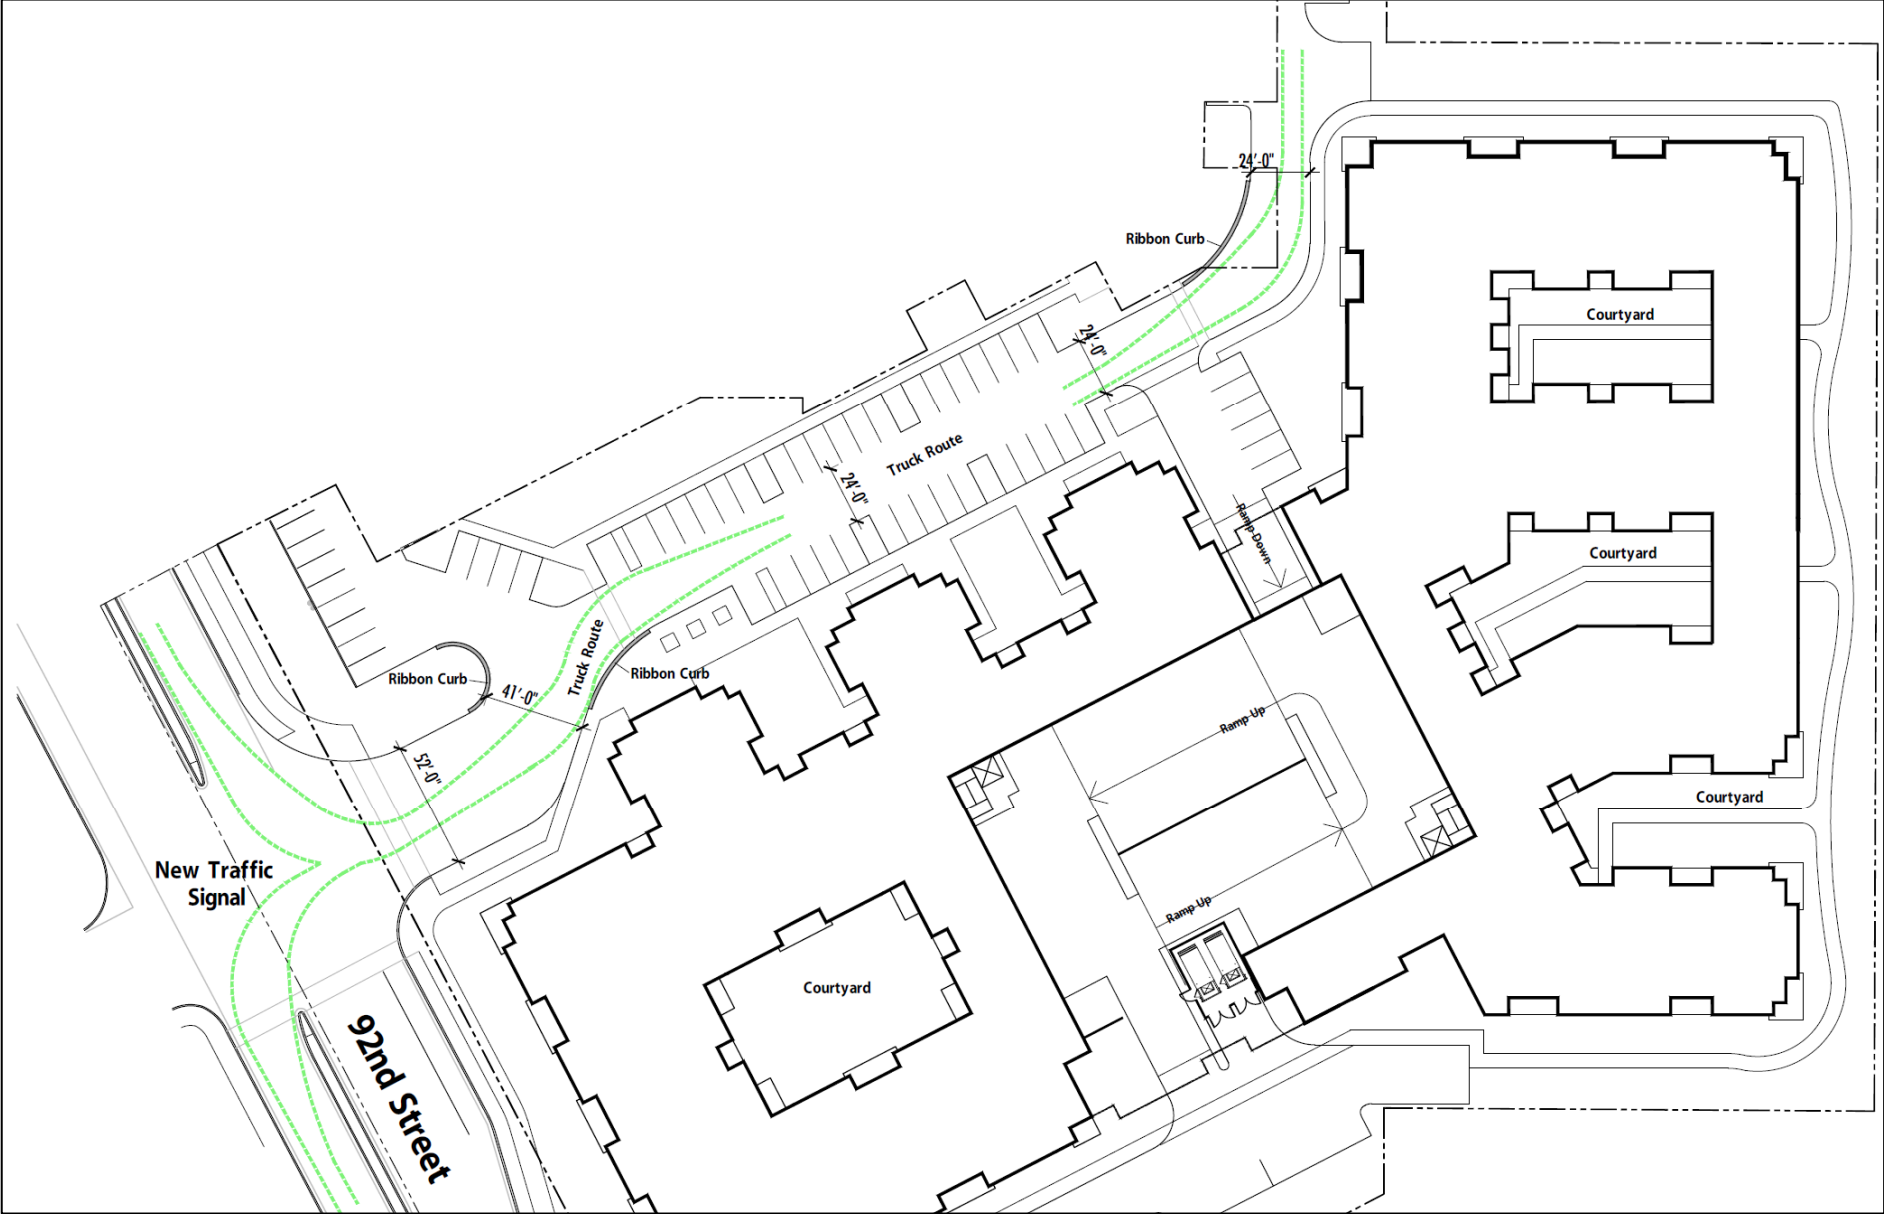 24'-0"
Ribbon Curb
Courtyard
24'-0"
Truck Route
24'-0"
Ramp Down
Courtyard
Truck Route
Ribbon Curb
Ribbon Curb
41'-0"
Ramp Up
52'-0"
Courtyard
New Traffic
Signal
Ramp Up
Courtyard
92nd Street